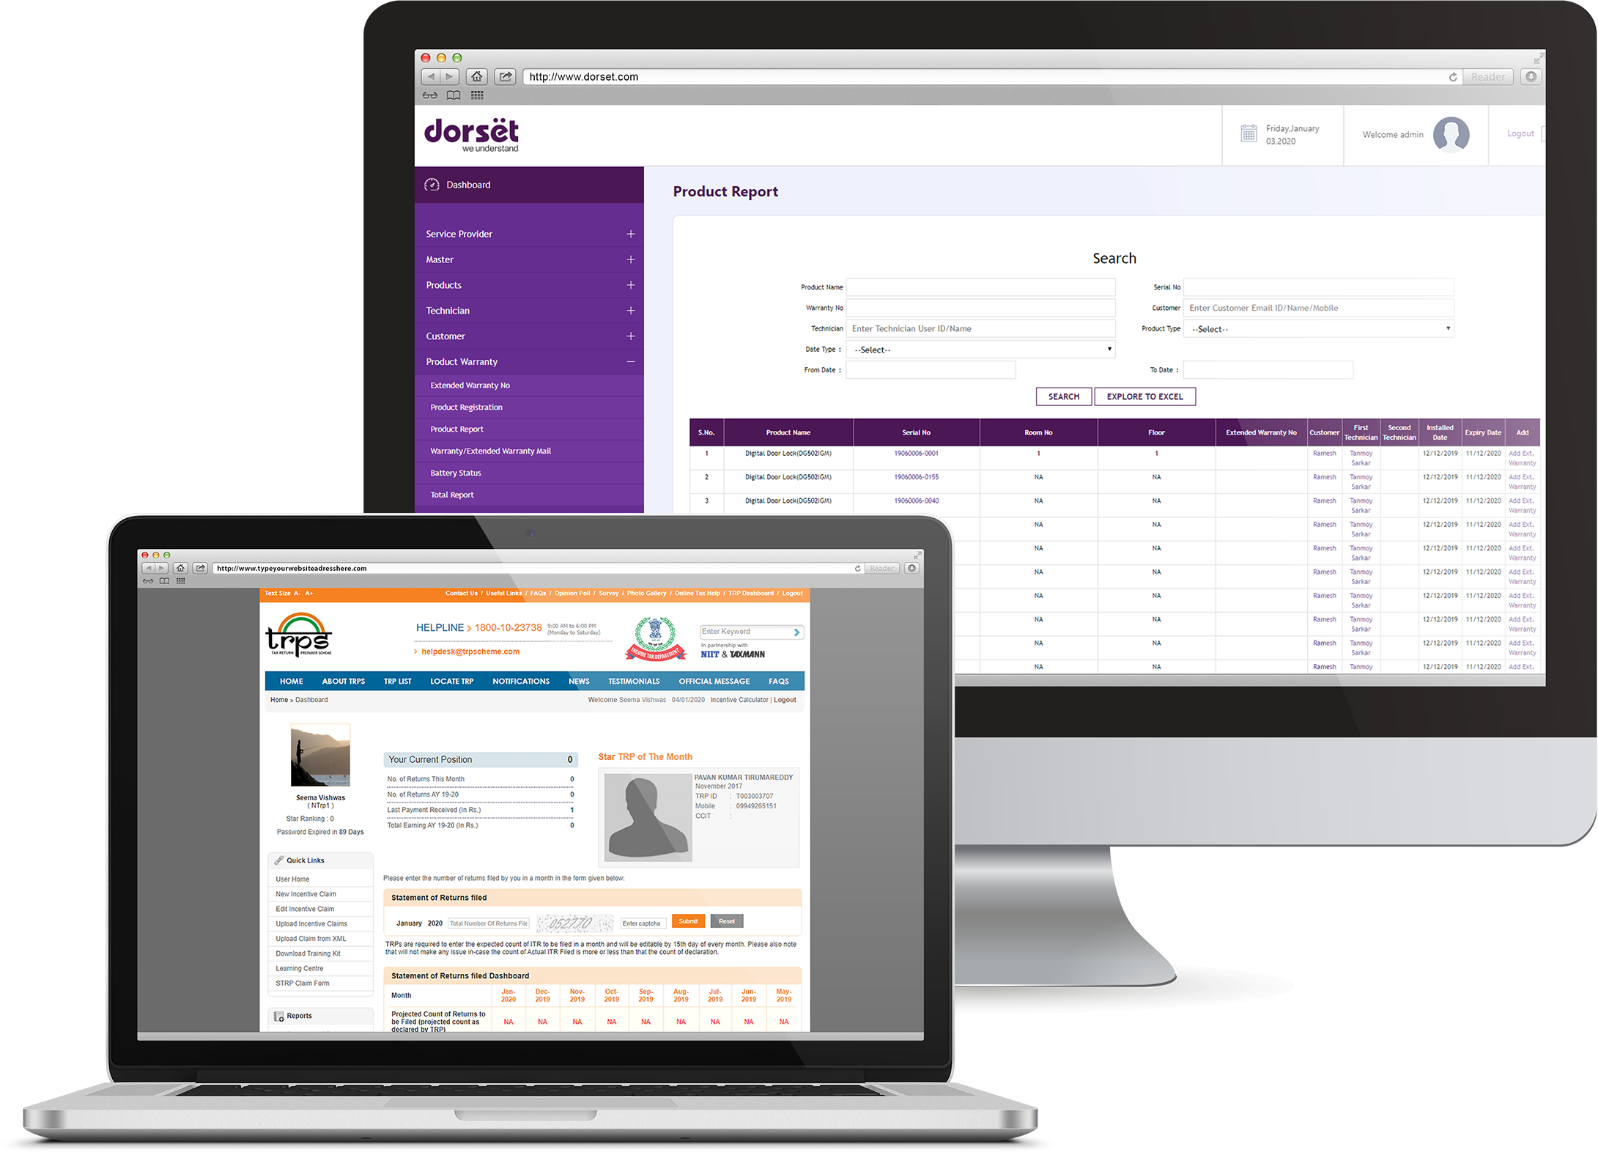 http://www.dorset.com
Reader
dorsët
we understand
Friday,January
03.2020
Welcome admin
Logout
Dashboard
Service Provider
Master
Products
Technician
Customer
Product Warranty
Extended Warranty No
Product Registration
Product Report
Warranty/Extended Warranty Mail
Battery Status
Total Report
Product Report
Search
Product Name
Serial No
Warranty No
Customer Enter Customer Email ID/Name/Mobile
Technician Enter Technician User ID/Name
Product Type --Select--
Date Type : --Select--
From Date :
To Date :
SEARCH EXPLORE TO EXCEL
S.No. Product Name Serial No Room No Floor Extended Warranty No Customer First Technician Second Technician Installed Date Expiry Date Add
1 Digital Door Lock(DG502IGM) 19060006-0001 1 1 Ramesh Tanmoy Sarkar 12/12/2019 11/12/2020 Add Ext. Warranty
2 Digital Door Lock(DG502IGM) 19060006-0155 NA NA Ramesh Tanmoy Sarkar 12/12/2019 11/12/2020 Add Ext. Warranty
3 Digital Door Lock(DG502IGM) 19060006-0040 NA NA Ramesh Tanmoy Sarkar 12/12/2019 11/12/2020 Add Ext. Warranty
NA NA Ramesh Tanmoy Sarkar 12/12/2019 11/12/2020 Add Ext. Warranty
NA NA Ramesh Tanmoy Sarkar 12/12/2019 11/12/2020 Add Ext. Warranty
NA NA Ramesh Tanmoy Sarkar 12/12/2019 11/12/2020 Add Ext. Warranty
NA NA Ramesh Tanmoy Sarkar 12/12/2019 11/12/2020 Add Ext. Warranty
NA NA Ramesh Tanmoy Sarkar 12/12/2019 11/12/2020 Add Ext. Warranty
NA NA Ramesh Tanmoy Sarkar 12/12/2019 11/12/2020 Add Ext. Warranty
NA NA Ramesh Tanmoy 12/12/2019 11/12/2020 Add Ext.
http://www.typeyourwebsiteadresshere.com
Reader
Text Size A- A+
Contact Us / Useful Links / FAQs / Opinion Poll / Survey / Photo Gallery / Online Tax Help / TRP Dashboard / Logout
trps
TAX RETURN PREPARER SCHEME
HELPLINE > 1800-10-23738 9:00 AM to 6:00 PM
(Monday to Saturday)
> helpdesk@trpscheme.com
INCOME TAX DEPARTMENT
Enter Keyword
In partnership with
NIIT & TAXMANN
HOME ABOUT TRPS TRP LIST LOCATE TRP NOTIFICATIONS NEWS TESTIMONIALS OFFICIAL MESSAGE FAQS
Home » Dashboard
Welcome Seema Vishwas 04/01/2020 Incentive Calculator | Logout
Seema Vishwas
( NTrp1 )
Star Ranking : 0
Password Expired in 89 Days
Quick Links
User Home
New Incentive Claim
Edit Incentive Claim
Upload Incentive Claims
Upload Claim from XML
Download Training Kit
Learning Centre
STRP Claim Form
Reports
Your Current Position 0
No. of Returns This Month 0
No. of Returns AY 19-20 0
Last Payment Received (In Rs.) 1
Total Earning AY 19-20 (In Rs.) 0
Star TRP of The Month
PAVAN KUMAR TIRUMAREDDY
November 2017
TRP ID : T003003707
Mobile : 09949265151
CCIT :
Please enter the number of returns filed by you in a month in the form given below:
Statement of Returns filed
January 2020 Total Number Of Returns File 052770 Enter captcha Submit Reset
TRPs are required to enter the expected count of ITR to be filed in a month and will be editable by 15th day of every month. Please also note
that will not make any issue in-case the count of Actual ITR Filed is more or less than that the count of declaration.
Statement of Returns filed Dashboard
Month Jan-2020 Dec-2019 Nov-2019 Oct-2019 Sep-2019 Aug-2019 Jul-2019 Jun-2019 May-2019
Projected Count of Returns to
be Filed (projected count as
declared by TRP)
NA NA NA NA NA NA NA NA NA